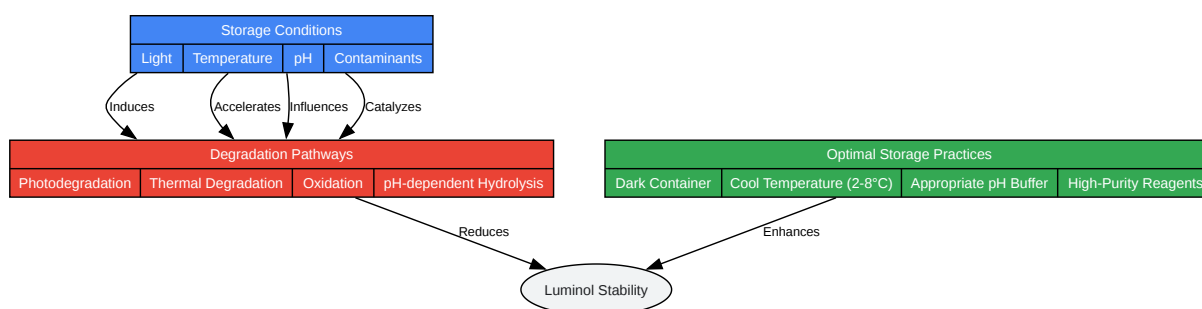 Storage Conditions
Light Temperature pH Contaminants
Induces Accelerates Influences Catalyzes
Degradation Pathways
Photodegradation Thermal Degradation Oxidation pH-dependent Hydrolysis
Optimal Storage Practices
Dark Container Cool Temperature (2-8°C) Appropriate pH Buffer High-Purity Reagents
Reduces
Enhances
Luminol Stability